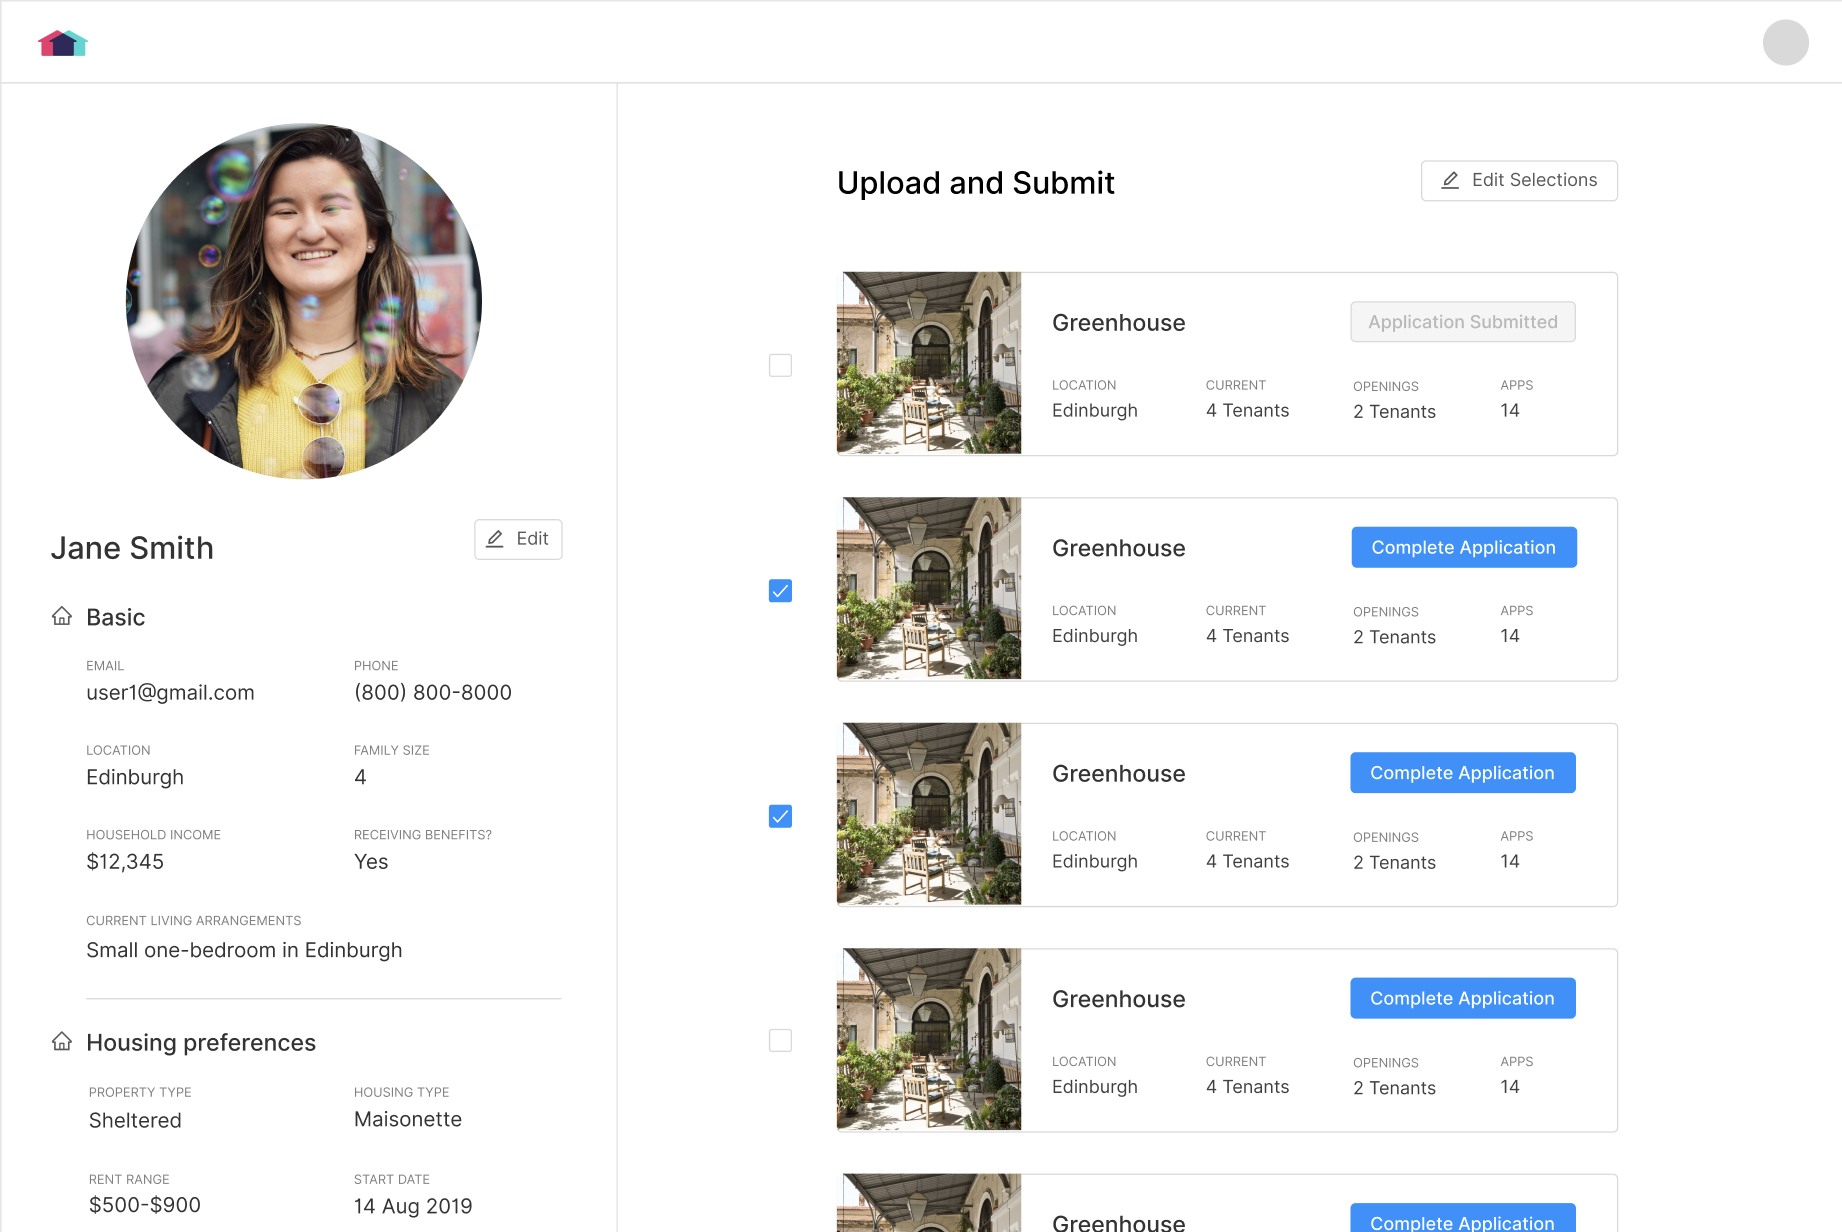 Jane Smith
Edit
Basic
EMAIL
user1@gmail.com
PHONE
(800) 800-8000
LOCATION
Edinburgh
FAMILY SIZE
4
HOUSEHOLD INCOME
$12,345
RECEIVING BENEFITS?
Yes
CURRENT LIVING ARRANGEMENTS
Small one-bedroom in Edinburgh
Housing preferences
PROPERTY TYPE
Sheltered
HOUSING TYPE
Maisonette
RENT RANGE
$500-$900
START DATE
14 Aug 2019
Upload and Submit
Edit Selections
Greenhouse
Application Submitted
LOCATION
Edinburgh
CURRENT
4 Tenants
OPENINGS
2 Tenants
APPS
14
Greenhouse
Complete Application
LOCATION
Edinburgh
CURRENT
4 Tenants
OPENINGS
2 Tenants
APPS
14
Greenhouse
Complete Application
LOCATION
Edinburgh
CURRENT
4 Tenants
OPENINGS
2 Tenants
APPS
14
Greenhouse
Complete Application
LOCATION
Edinburgh
CURRENT
4 Tenants
OPENINGS
2 Tenants
APPS
14
Greenhouse
Complete Application